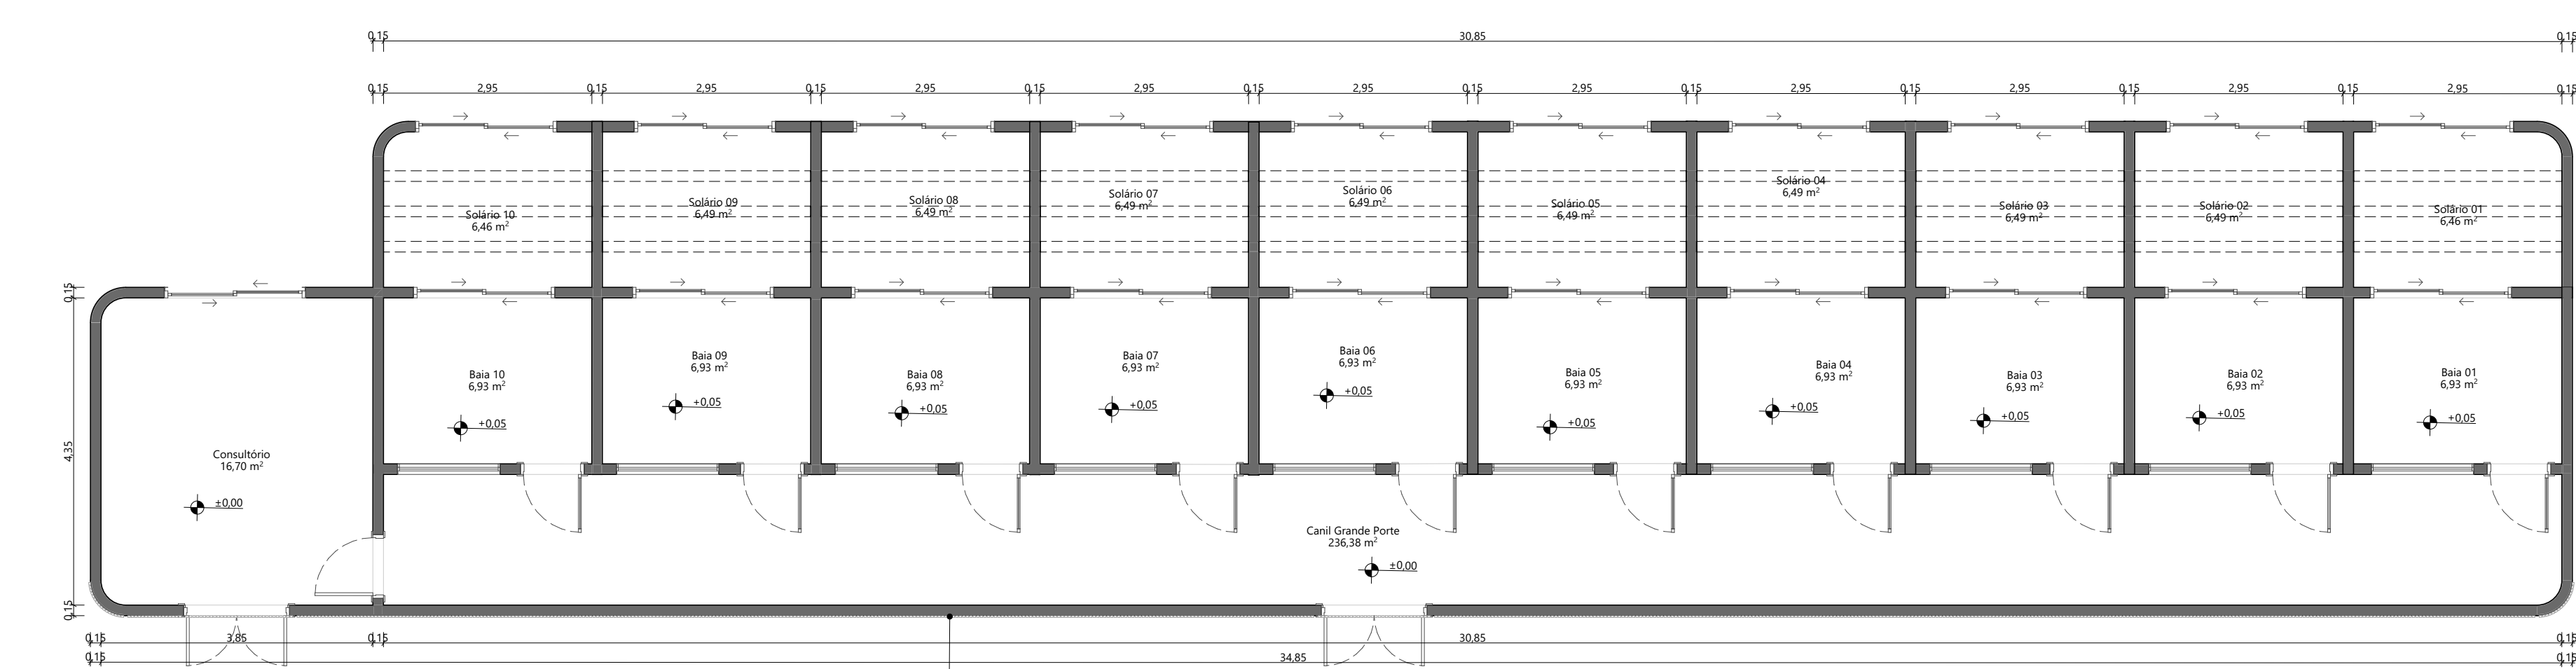 0,15 30,85 0,15
0,15 2,95 0,15 2,95 0,15 2,95 0,15 2,95 0,15 2,95 0,15 2,95 0,15 2,95 0,15 2,95 0,15 2,95 0,15 2,95 0,15
Solário 10
6,46 m²
Solário 09
6,49 m²
Solário 08
6,49 m²
Solário 07
6,49 m²
Solário 06
6,49 m²
Solário 05
6,49 m²
Solário 04
6,49 m²
Solário 03
6,49 m²
Solário 02
6,49 m²
Solário 01
6,46 m²
0,15
4,35
0,15
Consultório
16,70 m²
±0,00
Baia 10
6,93 m²
+0,05
Baia 09
6,93 m²
+0,05
Baia 08
6,93 m²
+0,05
Baia 07
6,93 m²
+0,05
Baia 06
6,93 m²
+0,05
Baia 05
6,93 m²
+0,05
Baia 04
6,93 m²
+0,05
Baia 03
6,93 m²
+0,05
Baia 02
6,93 m²
+0,05
Baia 01
6,93 m²
+0,05
Canil Grande Porte
236,38 m²
±0,00
0,15 3,85 0,15 30,85 0,15
0,15 34,85 0,15